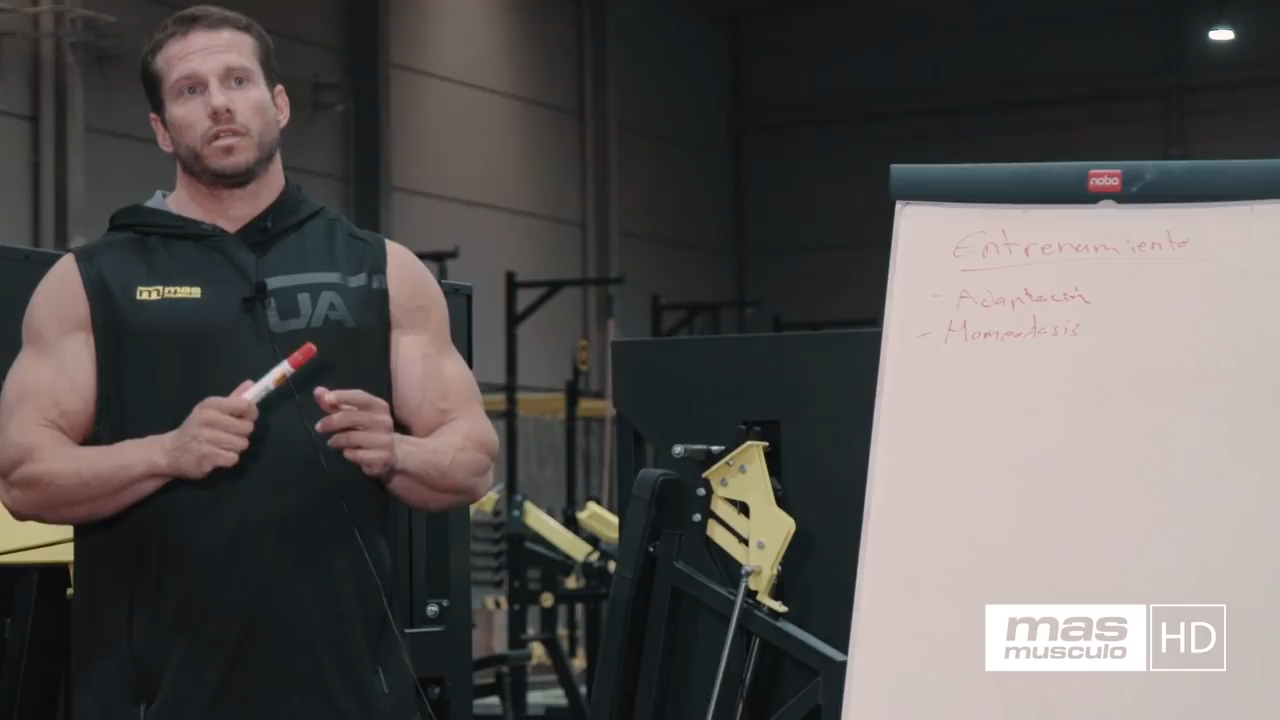 mas
UA
nobo
Entrenamiento
- Adaptación
- Homeostasis
mas
musculo
HD